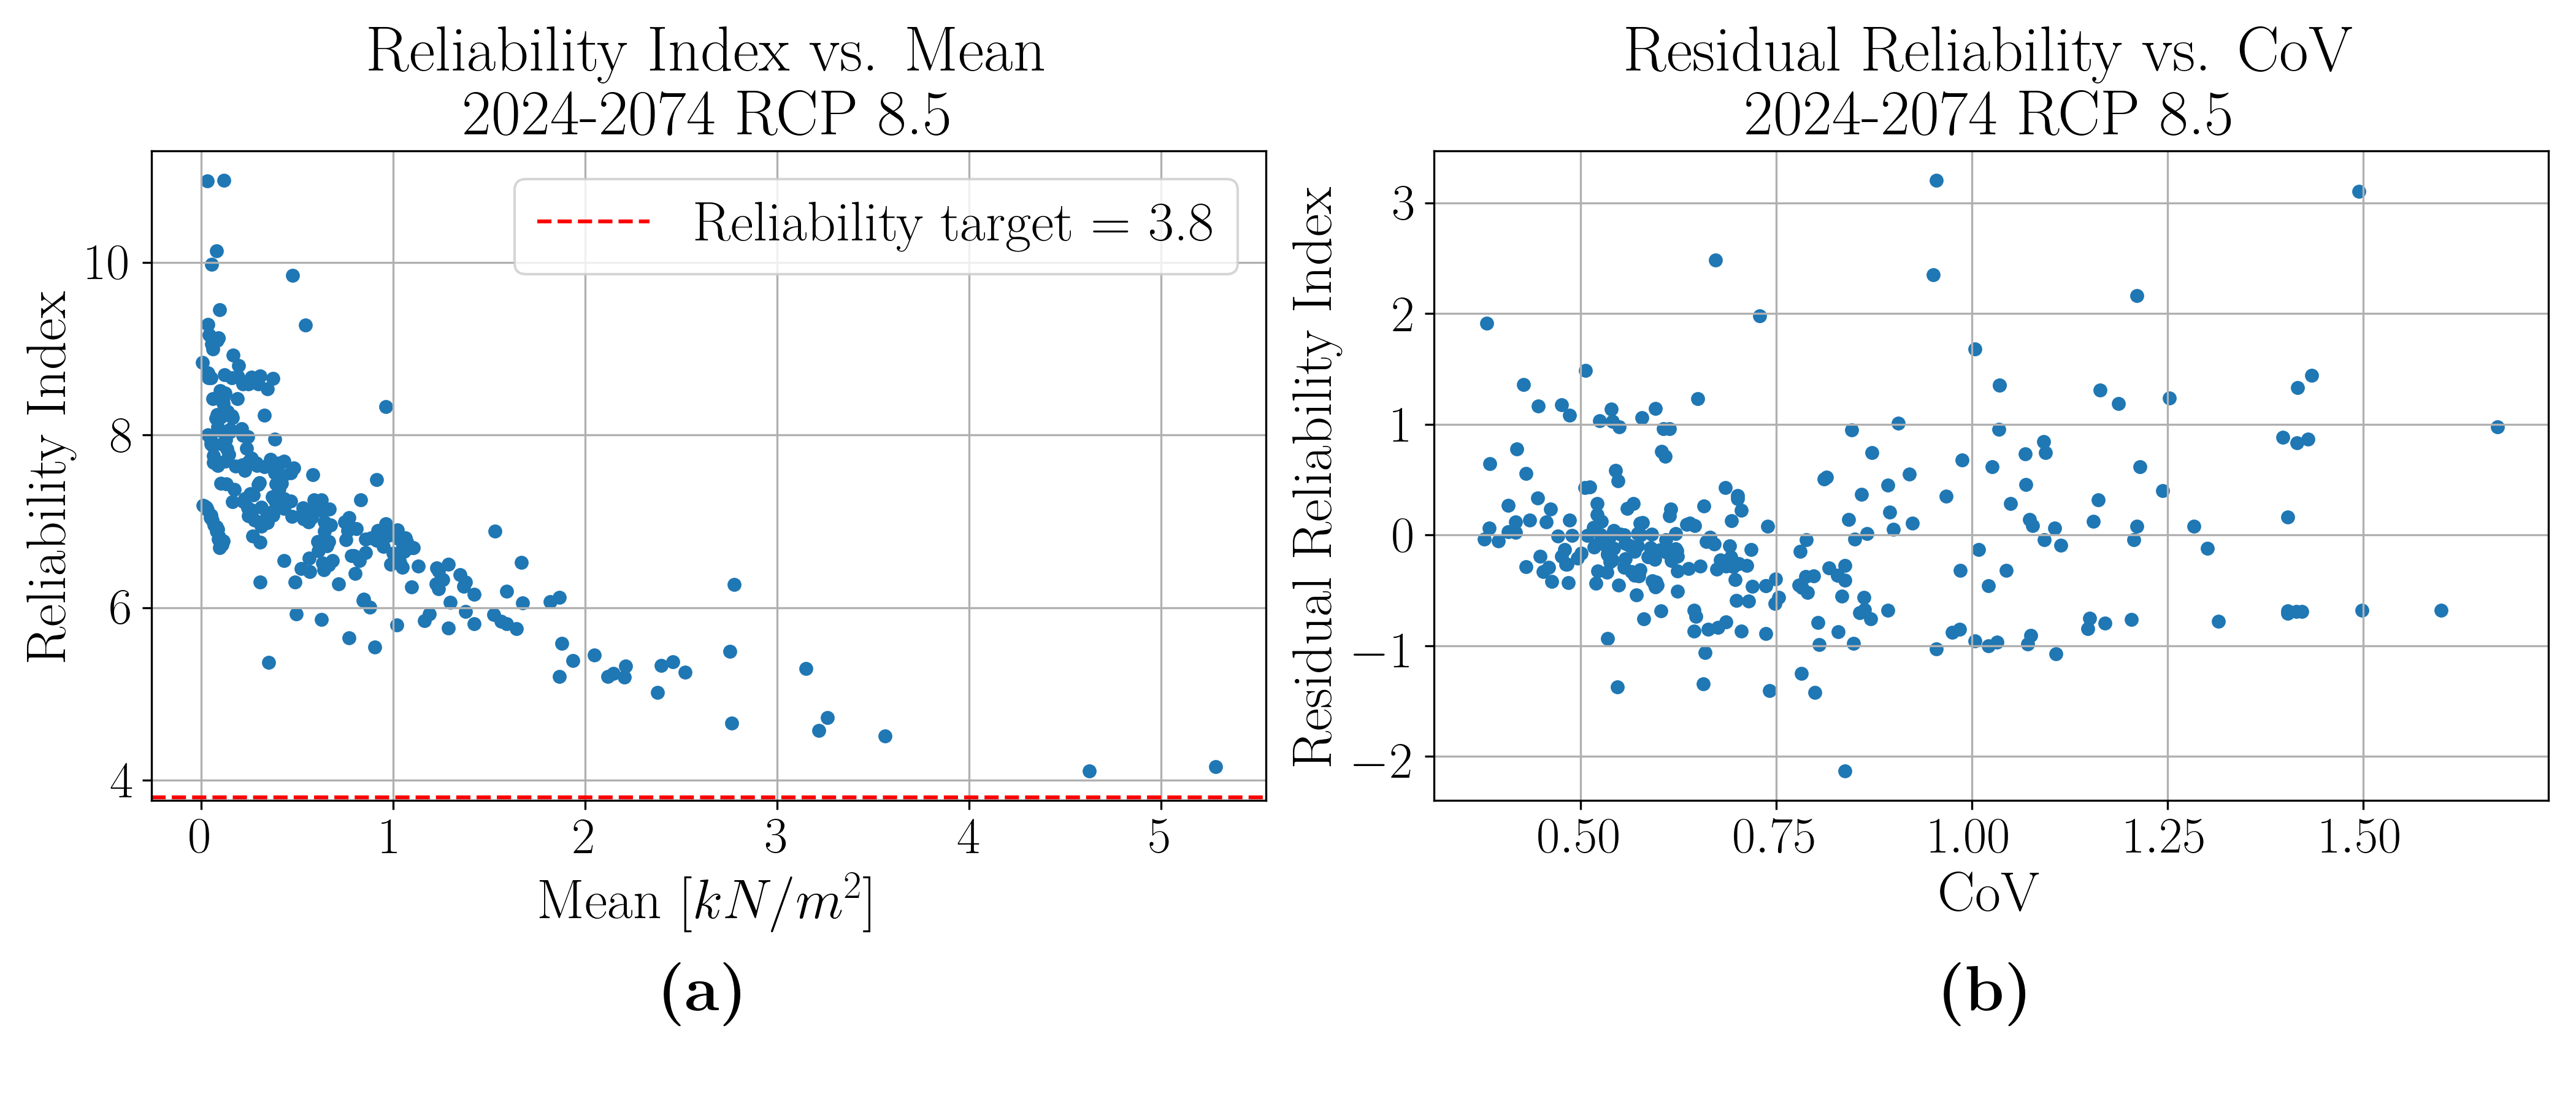 Reliability Index vs. Mean
2024-2074 RCP 8.5
Reliability Index
10
8
6
4
Reliability target = 3.8
0 1 2 3 4 5
Mean [kN/m²]
(a)
Residual Reliability vs. CoV
2024-2074 RCP 8.5
Residual Reliability Index
3
2
1
0
−1
−2
0.50 0.75 1.00 1.25 1.50
CoV
(b)